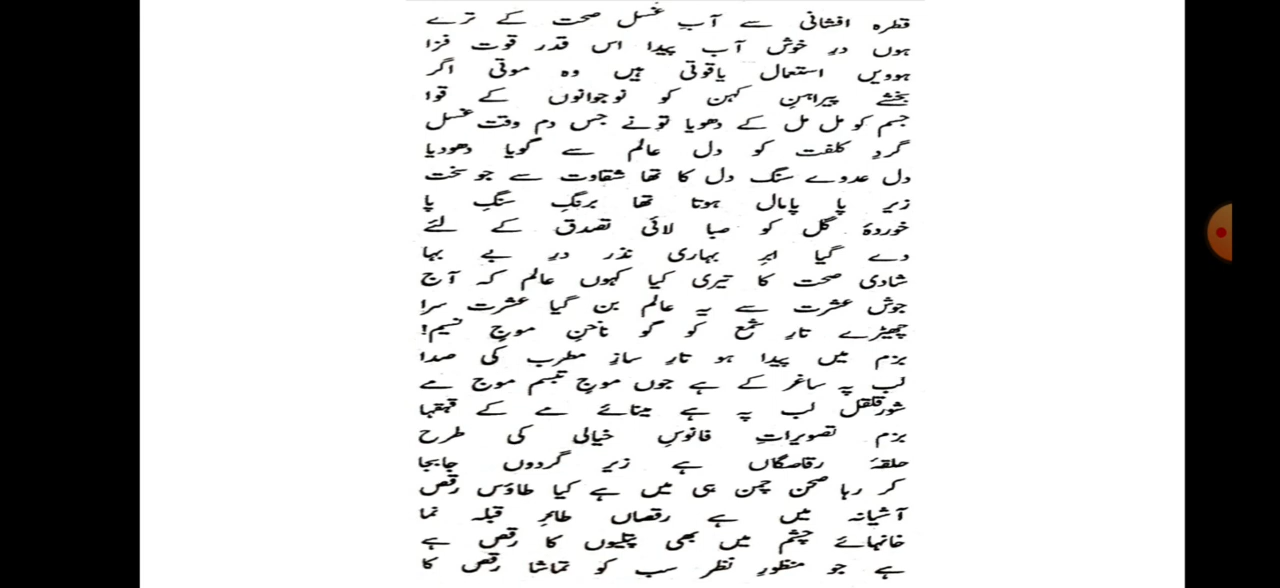 قطرہ افشانی سے آبِ غسل صحت کے ترے
ہوں در خوش آب پیدا اس قدر قوت فزا
ہوویں استعمال یاقوتی ہیں وہ موتی اگر
بخشے پیراہنِ کہن کو نوجوانوں کے قوا
جسم کو مل مل کے دھویا تونے جس دم وقت غسل
گردِ کلفت کو دل عالم سے گویا دھودیا
دل عدوے سنگ دل کا تھا شقاوت سے جو سخت
زیر پا پامال ہوتا تھا برنگِ سنگِ پا
خوردۂ گل کو صبا لائی تصدق کے لئے
دے گیا ابرِ بہاری نذر درِ بے بہا
شادی صحت کا تیری کیا کہوں عالم کہ آج
جوش عشرت سے یہ عالم بن گیا عشرت سرا
چھیڑے تارِ شمع کو گو ناخنِ موجِ نسیم!
بزم میں پیدا ہو تارِ سازِ مطرب کی صدا
لب پہ ساغر کے ہے جوں موجِ تبسم موج مے
شور قلقل لب پہ ہے مینائے مے کے قہقہا
بزم تصویراتِ فانوسِ خیالی کی طرح
حلقۂ رقاصگاں ہے زیر گردوں جابجا
کر رہا صحن چمن ہی میں ہے کیا طاؤس رقص
آشیانہ میں ہے رقصاں طائرِ قبلہ نما
خانہائے چشم میں بھی پتلیوں کا رقص ہے
ہے جو منظورِ نظر سب کو تماشا رقص کا